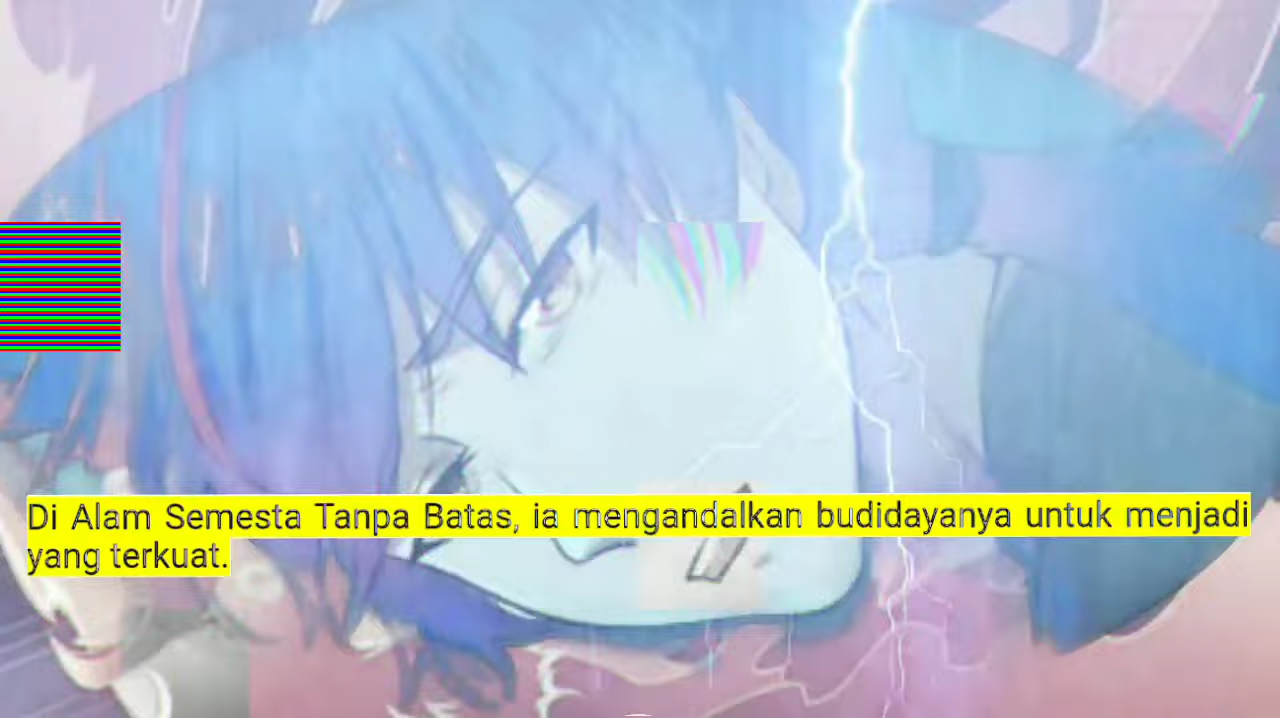 Di Alam Semesta Tanpa Batas, ia mengandalkan budidayanya untuk menjadi
yang terkuat.